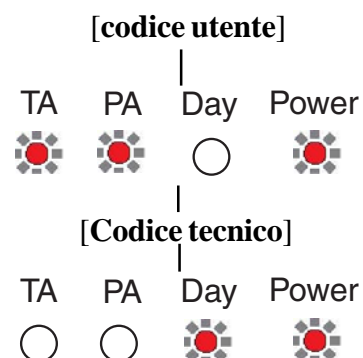 [codice utente]
TA PA Day Power
[Codice tecnico]
TA PA Day Power